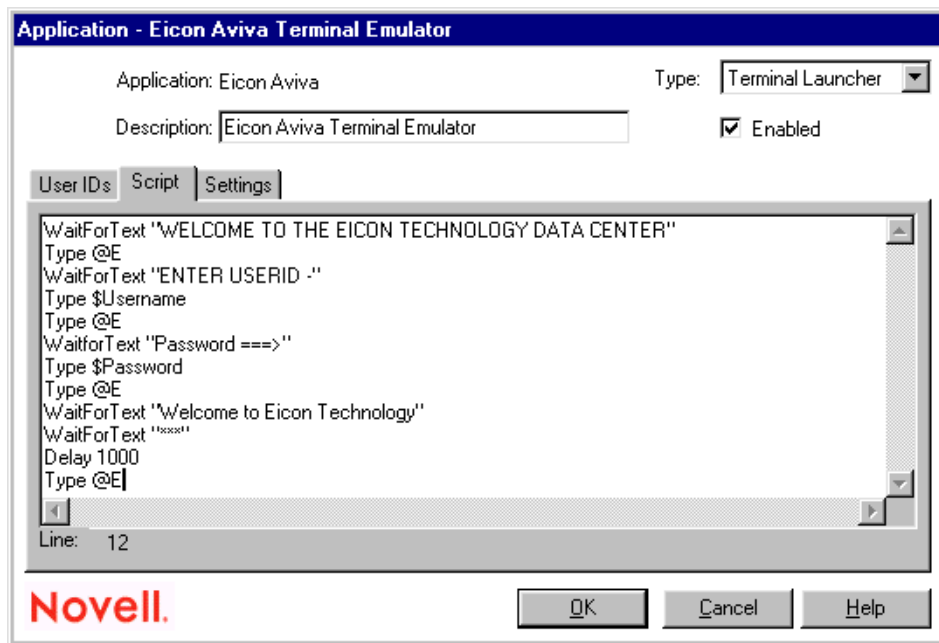 Application - Eicon Aviva Terminal Emulator
Application: Eicon Aviva Type: Terminal Launcher
Description: Eicon Aviva Terminal Emulator Enabled
User IDs Script Settings
WaitForText "WELCOME TO THE EICON TECHNOLOGY DATA CENTER"
Type @E
WaitForText "ENTER USERID -"
Type $Username
Type @E
WaitforText "Password ===>"
Type $Password
Type @E
WaitForText "Welcome to Eicon Technology"
WaitForText "***"
Delay 1000
Type @E
Line: 12
Novell.
OK Cancel Help